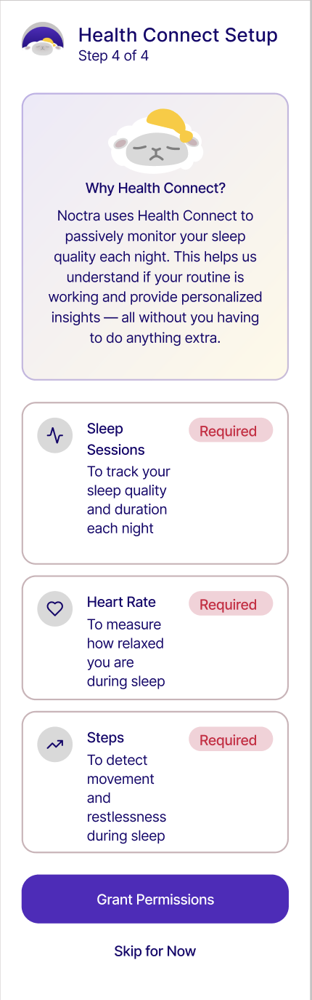 Health Connect Setup
Step 4 of 4
Why Health Connect?
Noctra uses Health Connect to
passively monitor your sleep
quality each night. This helps us
understand if your routine is
working and provide personalized
insights — all without you having
to do anything extra.
Sleep
Sessions
Required
To track your
sleep quality
and duration
each night
Heart Rate
Required
To measure
how relaxed
you are
during sleep
Steps
Required
To detect
movement
and
restlessness
during sleep
Grant Permissions
Skip for Now